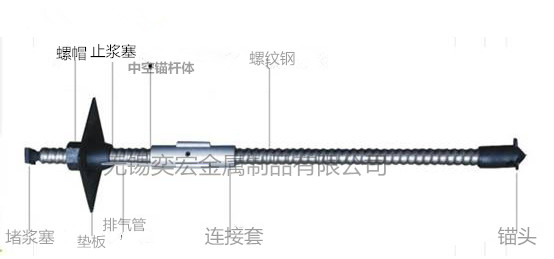 螺帽
止浆塞
中空锚杆体
螺纹钢
无锡奕宏金属制品有限公司
堵浆塞
垫板
排气管
连接套
锚头